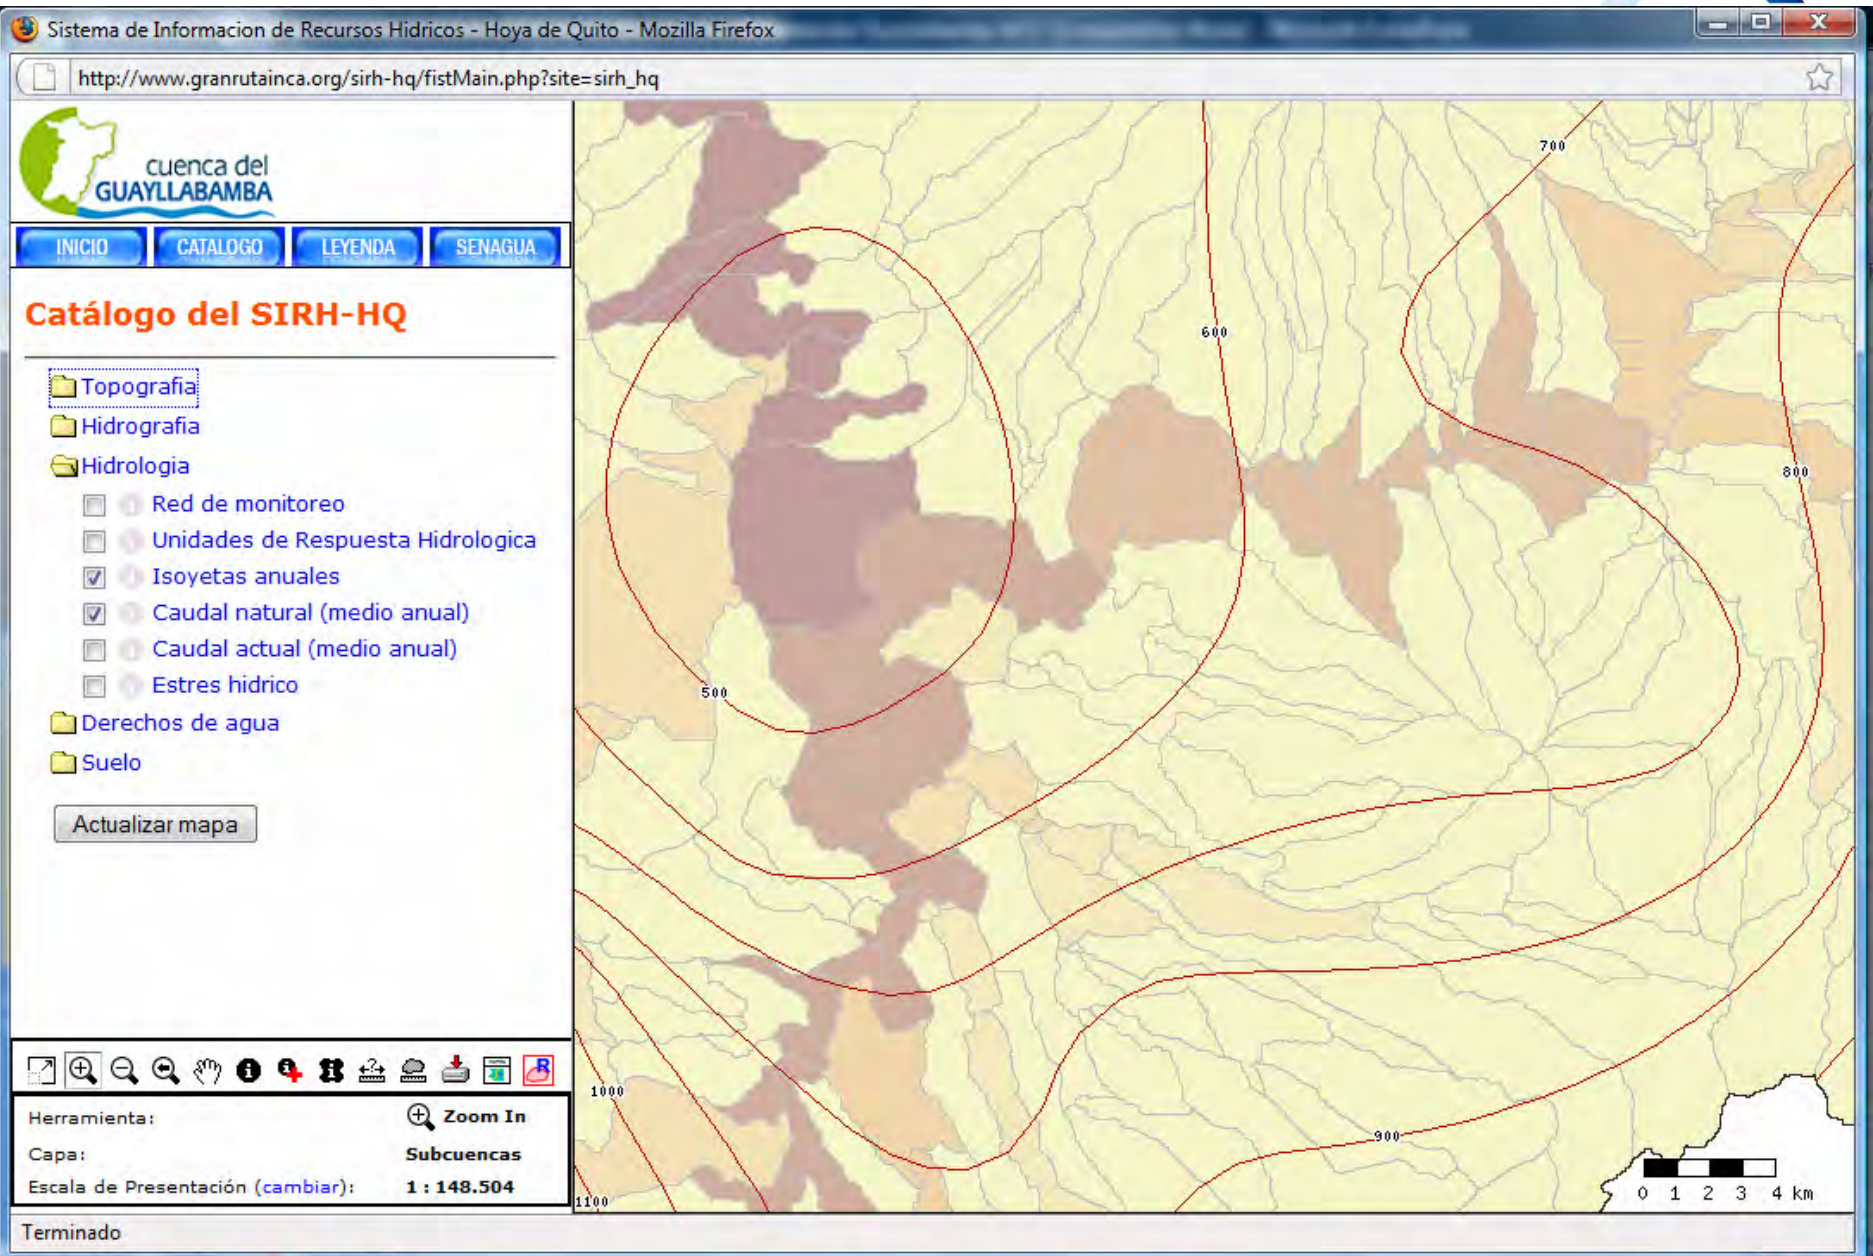 Sistema de Informacion de Recursos Hidricos - Hoya de Quito - Mozilla Firefox
http://www.granrutainca.org/sirh-hq/fistMain.php?site=sirh_hq
cuenca del
GUAYLLABAMBA
INICIO CATALOGO LEYENDA SENAGUA
Catálogo del SIRH-HQ
Topografia
Hidrografia
Hidrologia
Red de monitoreo
Unidades de Respuesta Hidrologica
Isoyetas anuales
Caudal natural (medio anual)
Caudal actual (medio anual)
Estres hidrico
Derechos de agua
Suelo
Actualizar mapa
Herramienta: Zoom In
Capa: Subcuencas
Escala de Presentación (cambiar): 1 : 148.504
Terminado
700
600
800
500
1000
900
1100
0 1 2 3 4 km